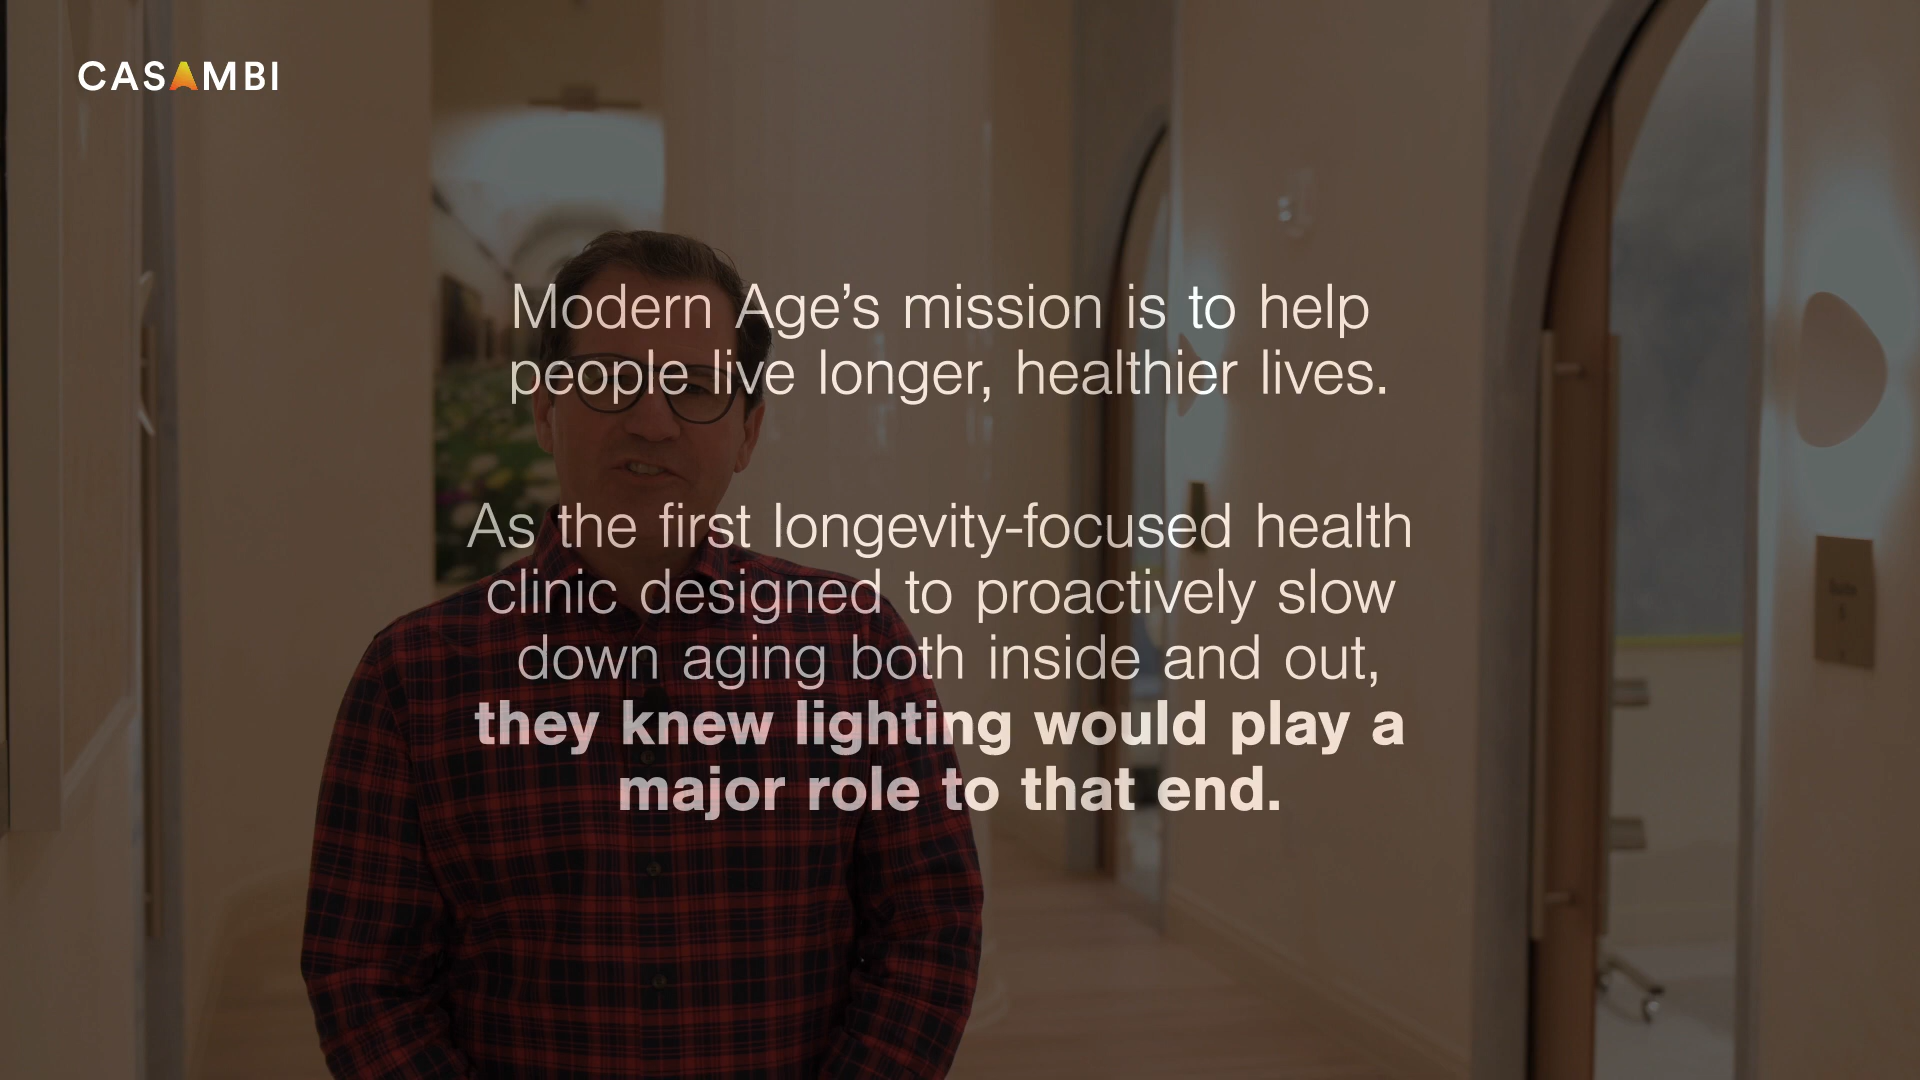 CASAMBI
Modern Age’s mission is to help
people live longer, healthier lives.
As the first longevity-focused health
clinic designed to proactively slow
down aging both inside and out,
they knew lighting would play a
major role to that end.